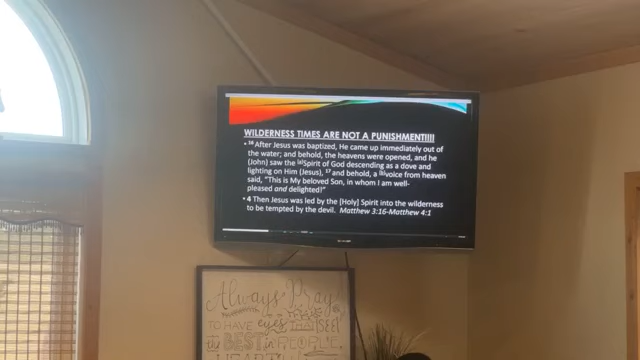 WILDERNESS TIMES ARE NOT A PUNISHMENT!!!!
• 16 After Jesus was baptized, He came up immediately out of
the water; and behold, the heavens were opened, and he
(John) saw the [a]Spirit of God descending as a dove and
lighting on Him (Jesus), 17 and behold, a [b]voice from heaven
said, "This is My beloved Son, in whom I am well-
pleased and delighted!"
• 4 Then Jesus was led by the [Holy] Spirit into the wilderness
to be tempted by the devil. Matthew 3:16-Matthew 4:1
Always Pray
TO HAVE eyes THAT SEE
the BEST in PEOPLE,